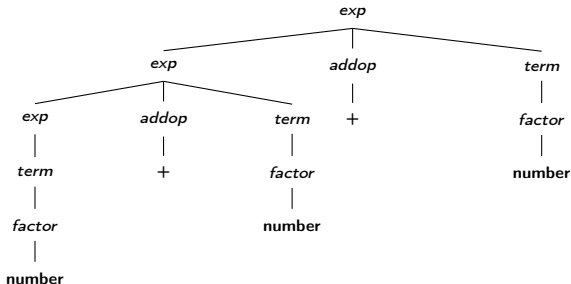 exp
exp addop term
exp addop term + factor
term + factor number
factor number
number